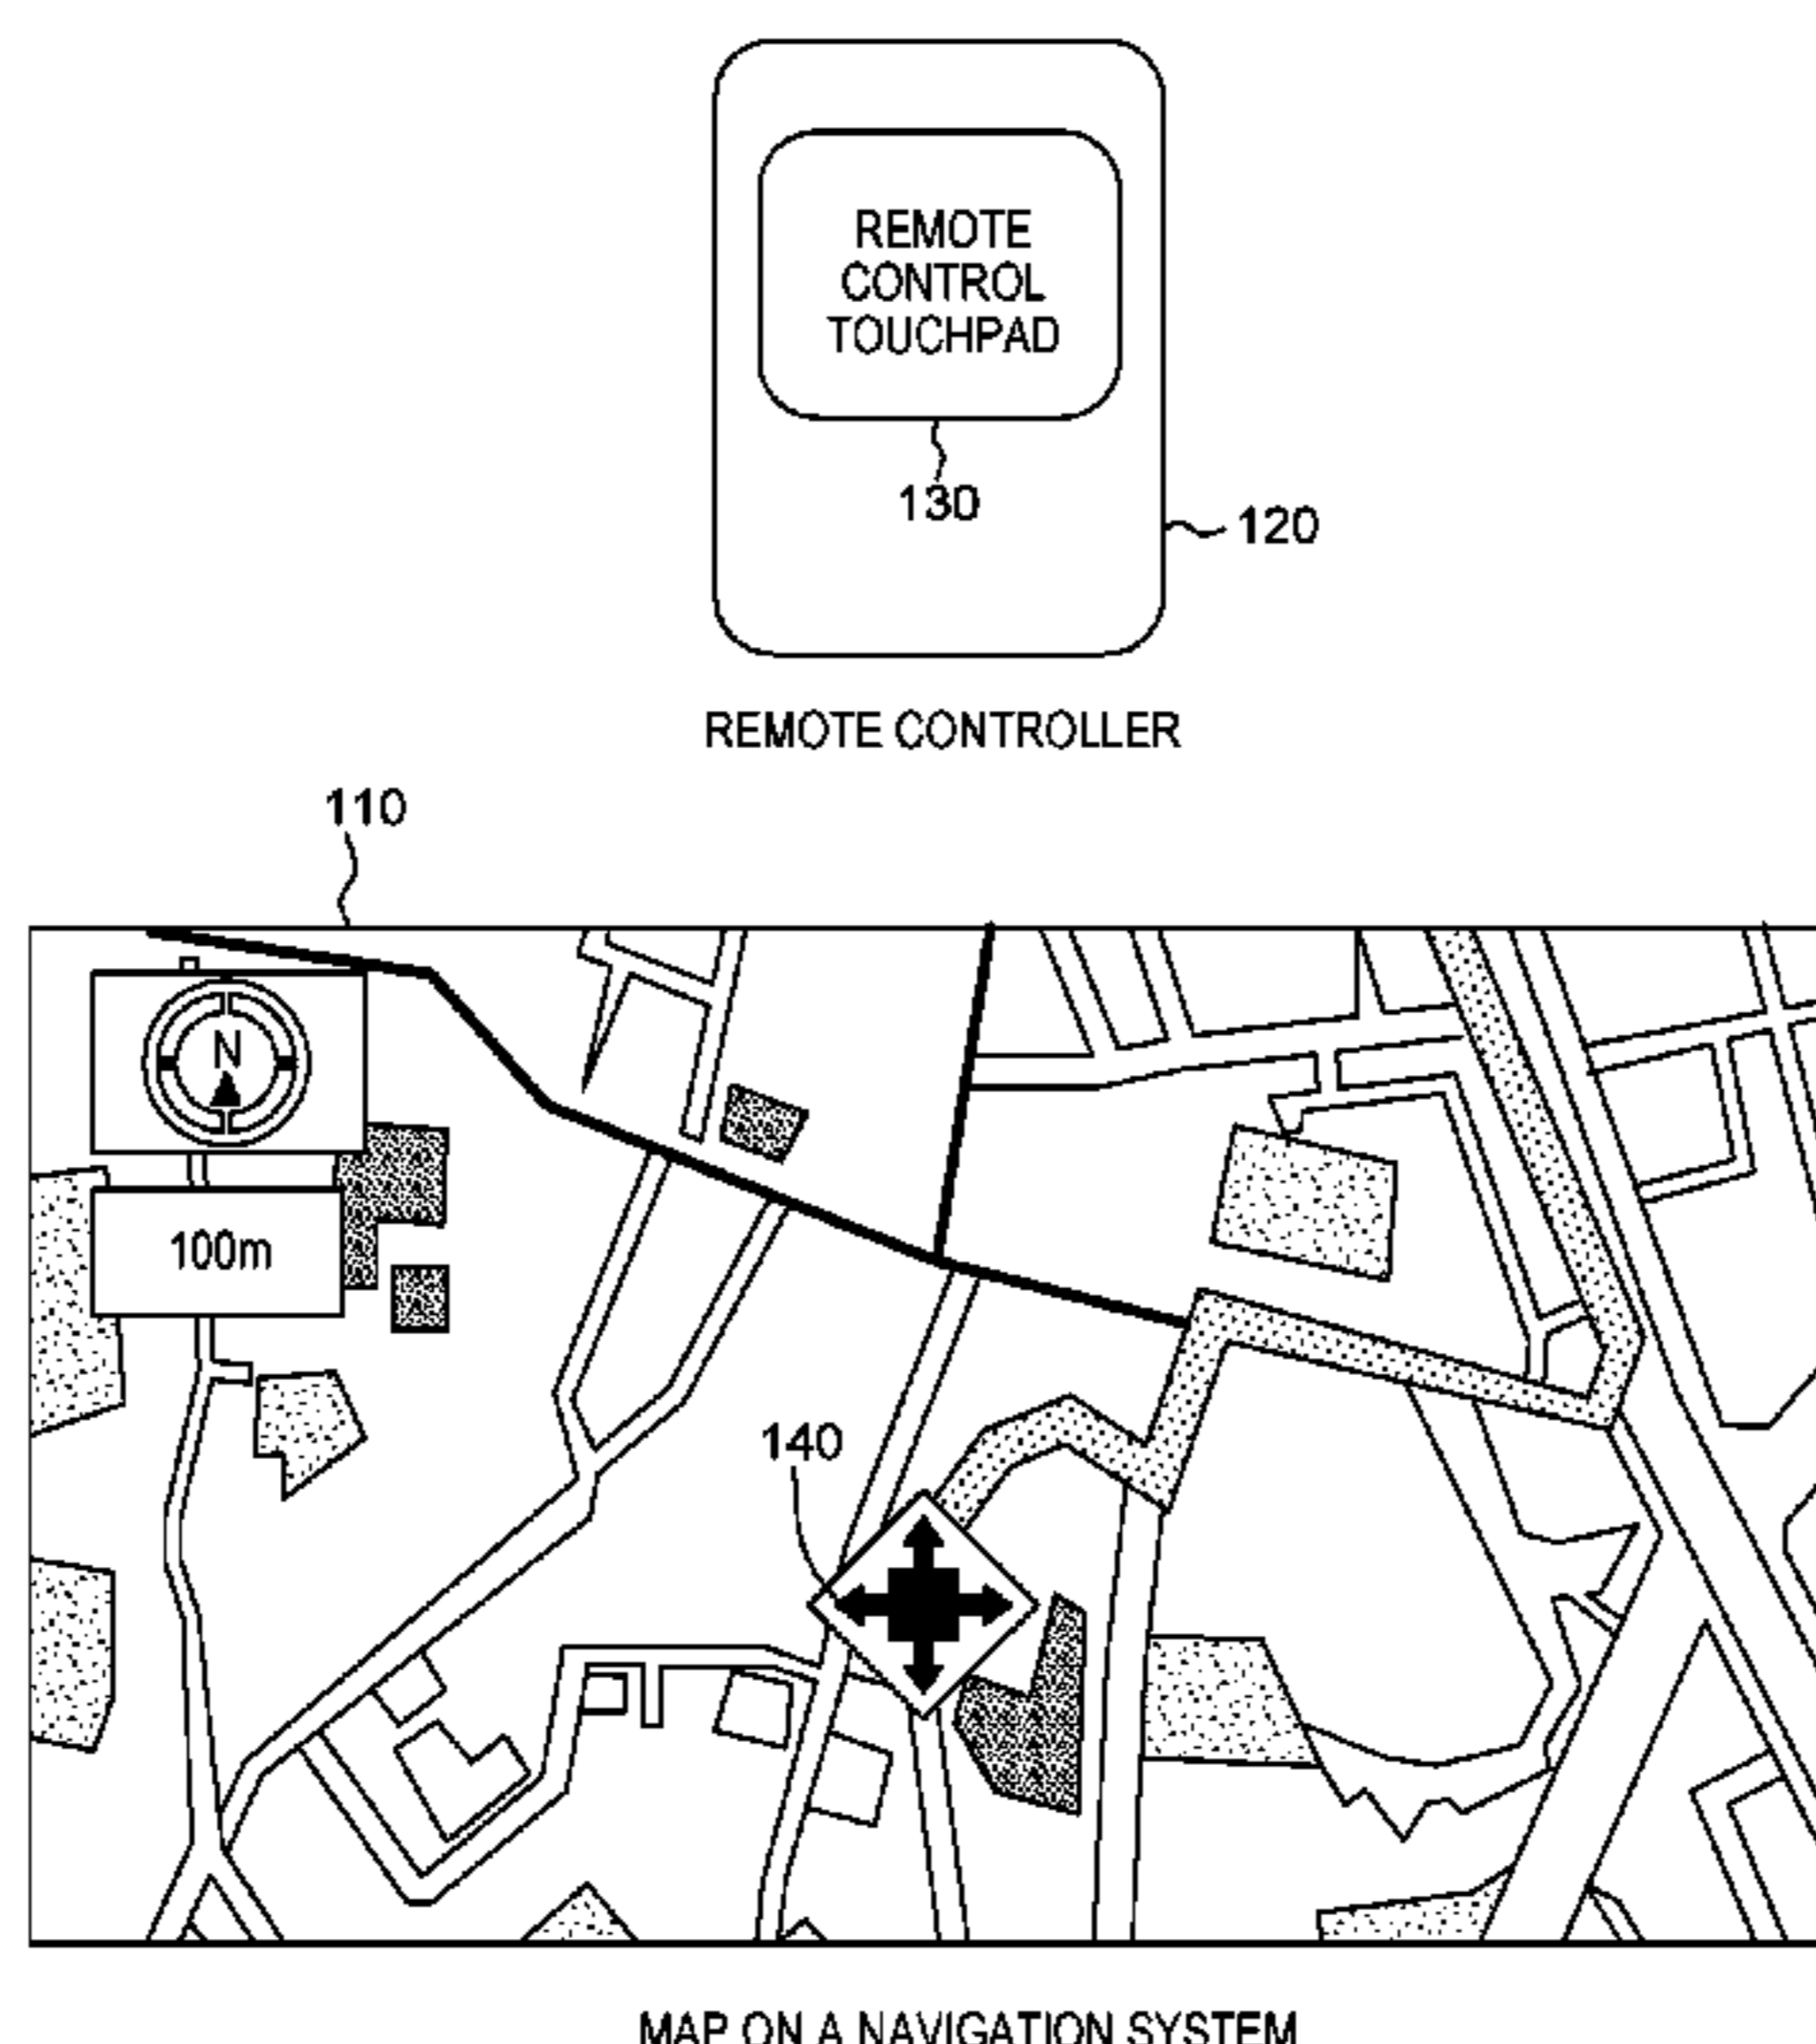 REMOTE
CONTROL
TOUCHPAD
130
120
REMOTE CONTROLLER
110
N
100m
140
MAP ON A NAVIGATION SYSTEM